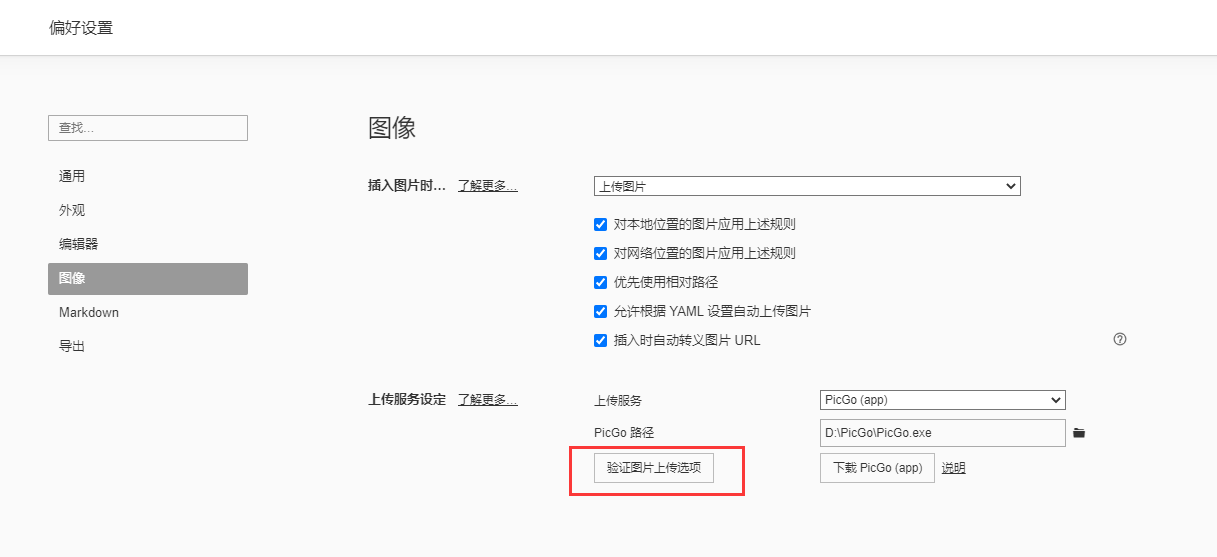 偏好设置
查找...
通用
外观
编辑器
图像
Markdown
导出
图像
插入图片时... 了解更多... 上传图片
对本地位置的图片应用上述规则
对网络位置的图片应用上述规则
优先使用相对路径
允许根据 YAML 设置自动上传图片
插入时自动转义图片 URL
上传服务设定 了解更多... 上传服务 PicGo (app)
PicGo 路径 D:\PicGo\PicGo.exe
验证图片上传选项 下载 PicGo (app) 说明